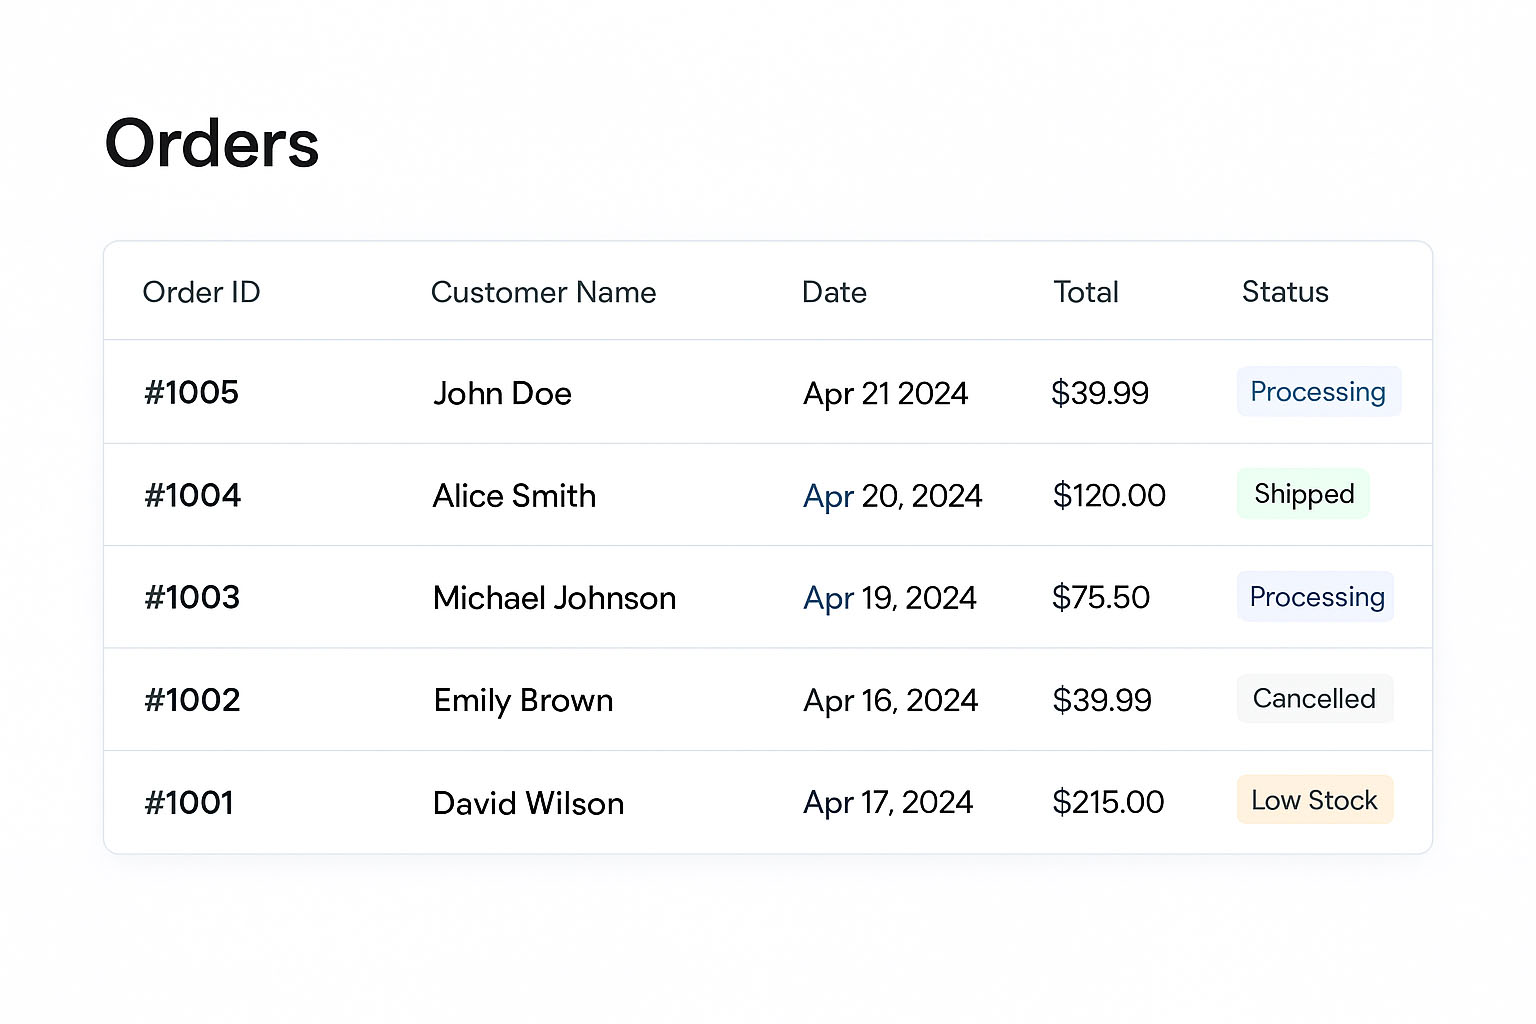 Orders
Order ID Customer Name Date Total Status
#1005 John Doe Apr 21 2024 $39.99 Processing
#1004 Alice Smith Apr 20, 2024 $120.00 Shipped
#1003 Michael Johnson Apr 19, 2024 $75.50 Processing
#1002 Emily Brown Apr 16, 2024 $39.99 Cancelled
#1001 David Wilson Apr 17, 2024 $215.00 Low Stock